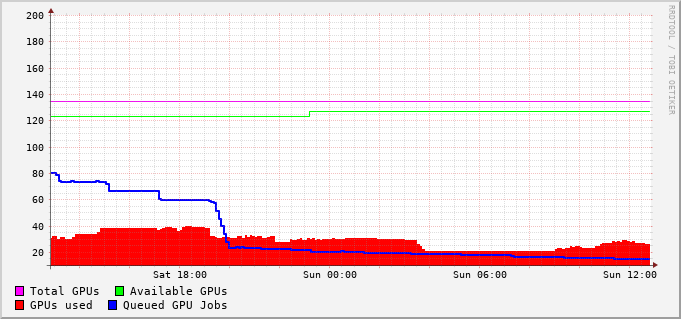 200
180
160
140
120
100
80
60
40
20
Sat 18:00 Sun 00:00 Sun 06:00 Sun 12:00
Total GPUs Available GPUs
GPUs used Queued GPU Jobs
RRDTOOL / TOBI OETIKER